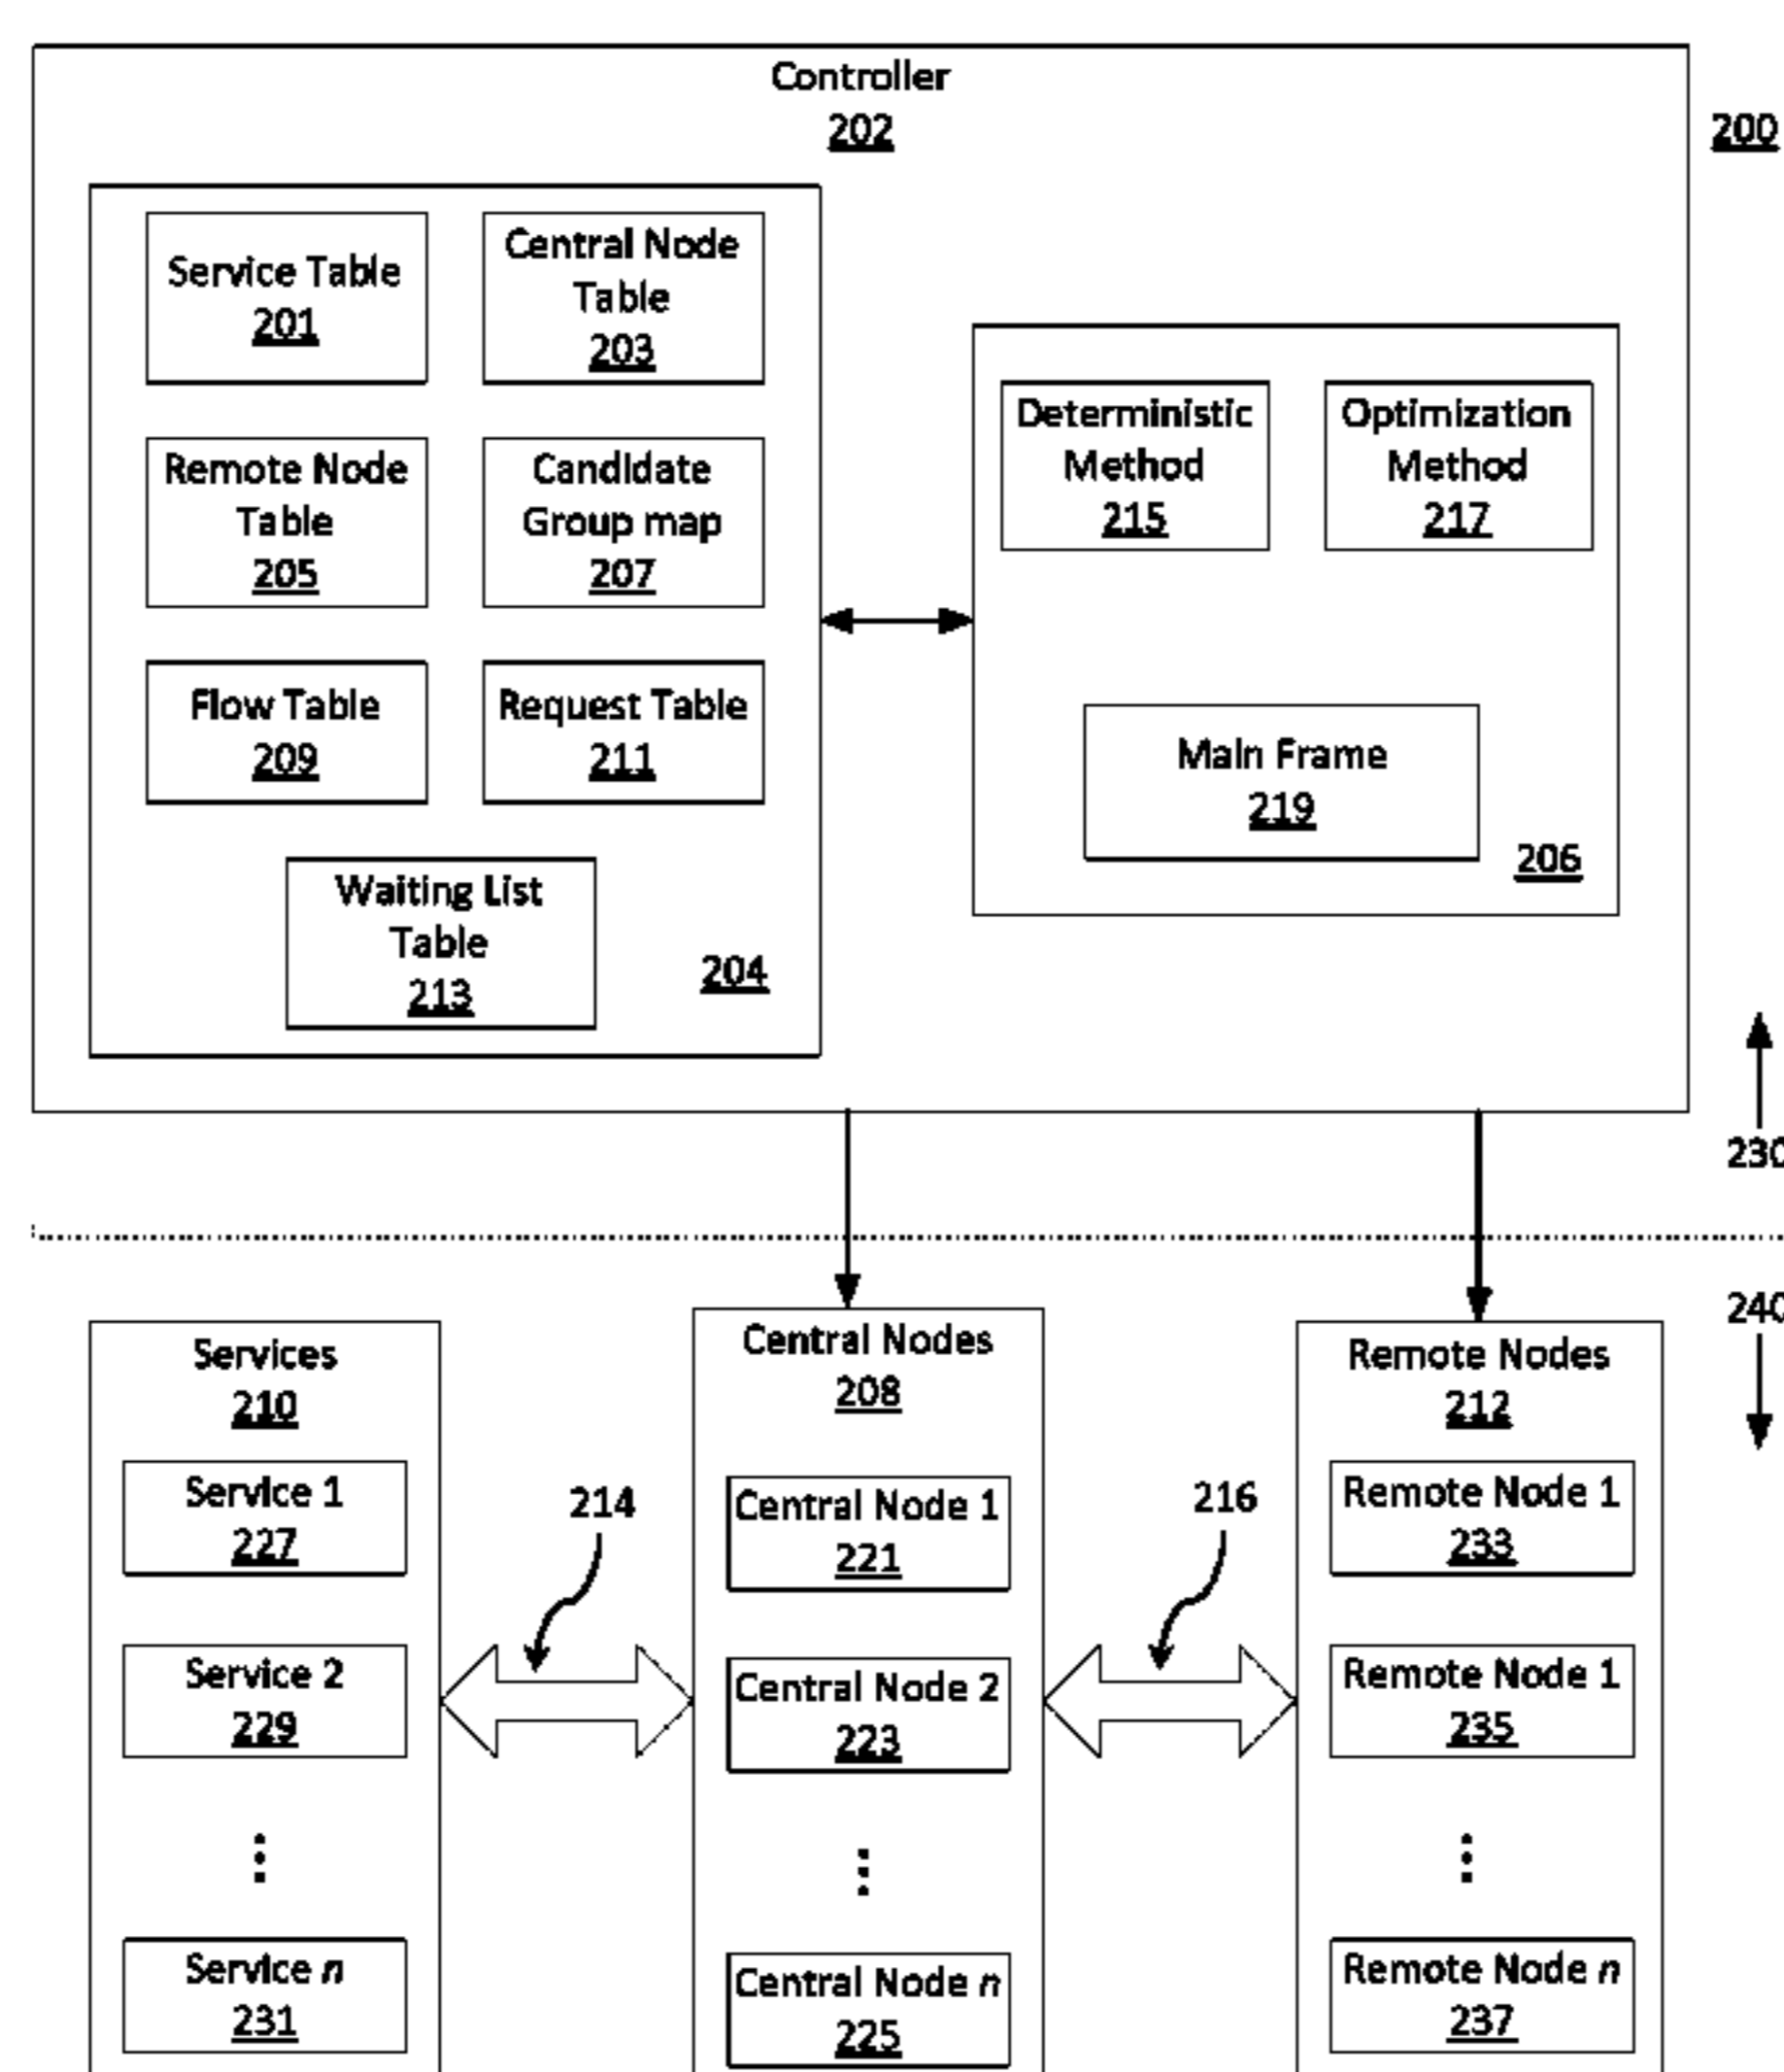 Controller
202
200
Service Table
201
Central Node
Table
203
Remote Node
Table
205
Candidate
Group map
207
Flow Table
209
Request Table
211
Waiting List
Table
213
204
Deterministic
Method
215
Optimization
Method
217
Main Frame
219
206
230
240
Services
210
Service 1
227
Service 2
229
Service n
231
214
Central Nodes
208
Central Node 1
221
Central Node 2
223
Central Node n
225
216
Remote Nodes
212
Remote Node 1
233
Remote Node 1
235
Remote Node n
237